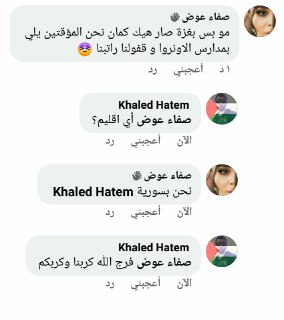 صفاء عوض
مو بس بغزة صار هيك كمان نحن المؤقتين يلي
بمدارس الاونروا و قفولنا راتبنا 😨
١ د أعجبني رد
Khaled Hatem
صفاء عوض أي اقليم؟
الآن أعجبني رد
صفاء عوض
نحن بسورية Khaled Hatem
الآن أعجبني رد
Khaled Hatem
صفاء عوض فرج الله كربنا وكربكم
الآن أعجبني رد